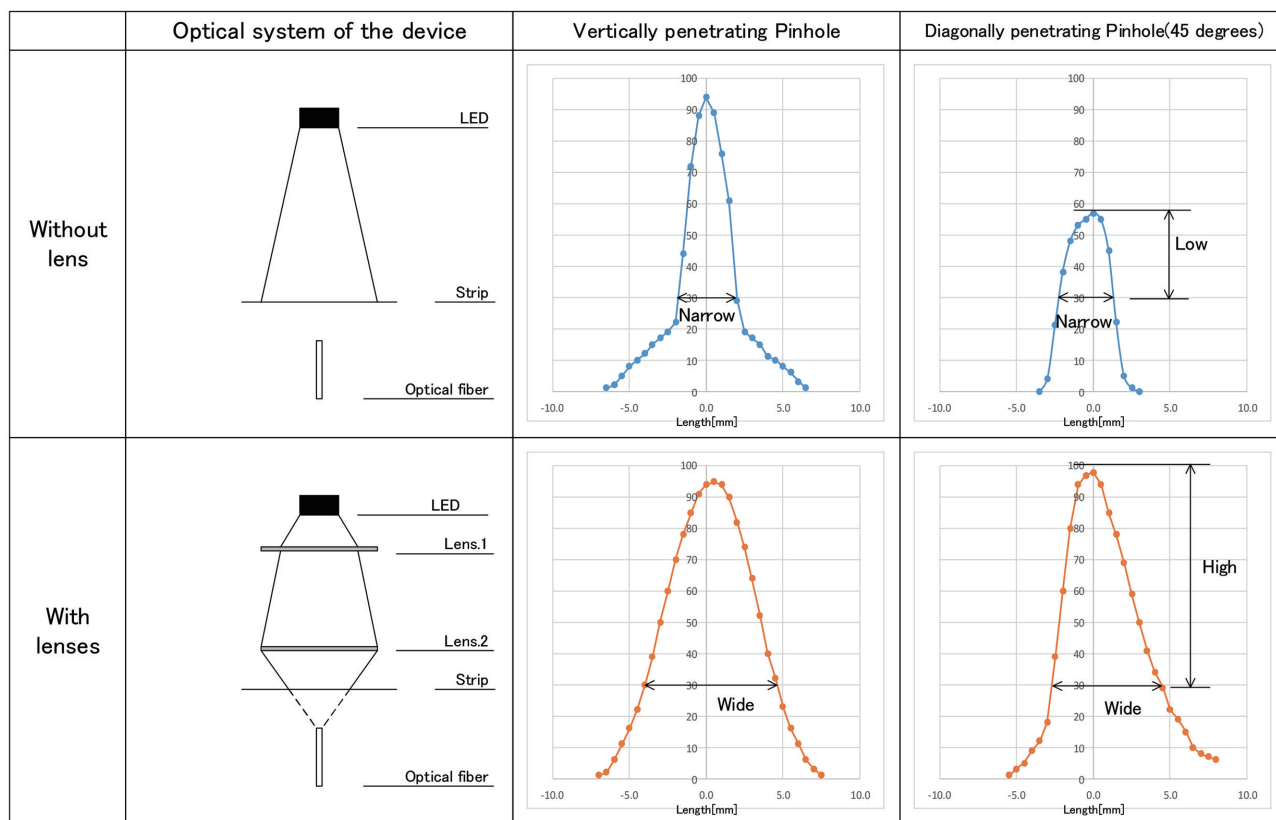 Optical system of the device
Vertically penetrating Pinhole
Diagonally penetrating Pinhole(45 degrees)
Without
lens
LED
Strip
Optical fiber
100
90
80
70
60
50
40
30
20
10
0
-10.0 -5.0 0.0 5.0 10.0
Length[mm]
Narrow
100
90
80
70
60
50
40
30
20
10
0
-10.0 -5.0 0.0 5.0 10.0
Length[mm]
Low
Narrow
With
lenses
LED
Lens.1
Lens.2
Strip
Optical fiber
100
90
80
70
60
50
40
30
20
10
0
-10.0 -5.0 0.0 5.0 10.0
Length[mm]
Wide
100
90
80
70
60
50
40
30
20
10
0
-10.0 -5.0 0.0 5.0 10.0
Length[mm]
High
Wide